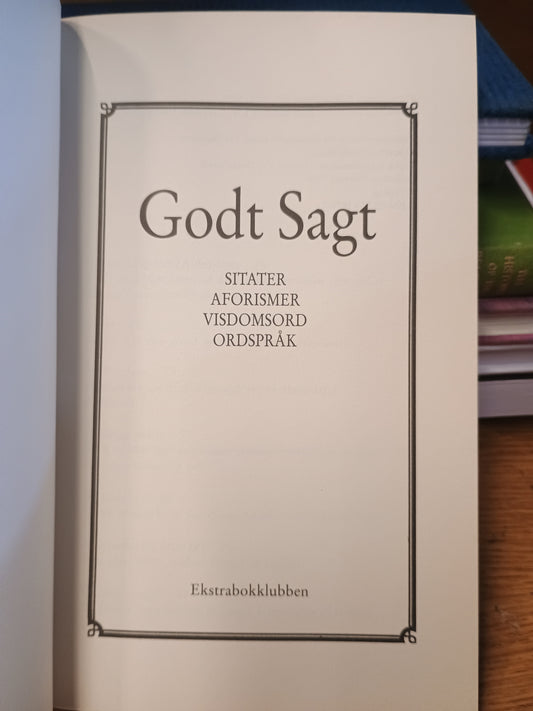 Godt Sagt
SITATER
AFORISMER
VISDOMSORD
ORDSPRÅK
Ekstrabokklubben